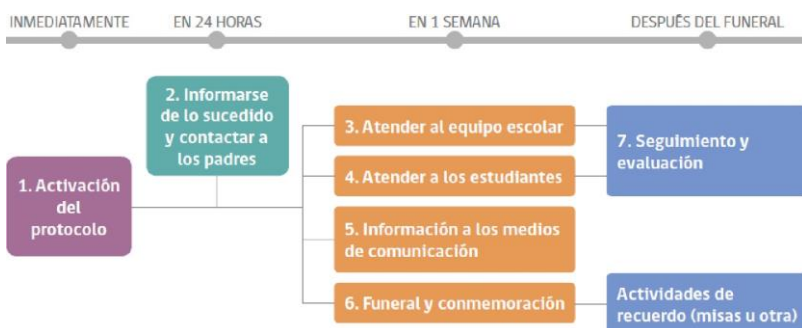 INMEDIATAMENTE
EN 24 HORAS
EN 1 SEMANA
DESPUÉS DEL FUNERAL
1. Activación
del
protocolo
2. Informarse
de lo sucedido
y contactar a
los padres
3. Atender al equipo escolar
4. Atender a los estudiantes
5. Información a los medios
de comunicación
6. Funeral y conmemoración
7. Seguimiento y
evaluación
Actividades de
recuerdo (misas u otra)